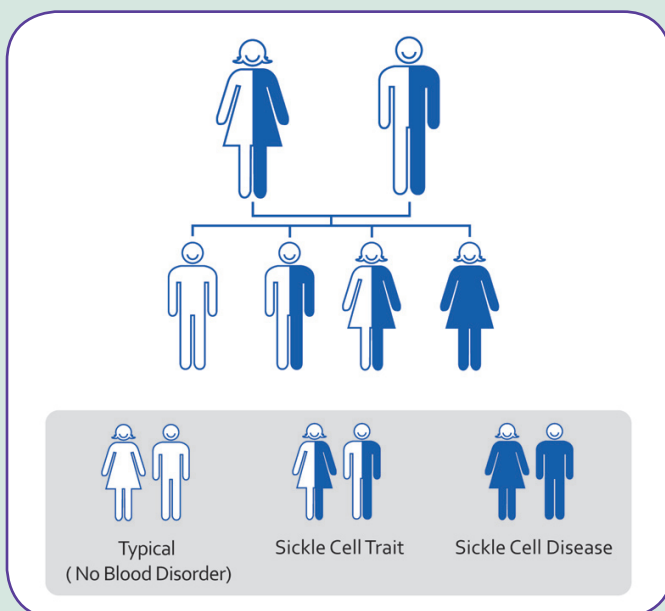 Typical
( No Blood Disorder)
Sickle Cell Trait
Sickle Cell Disease